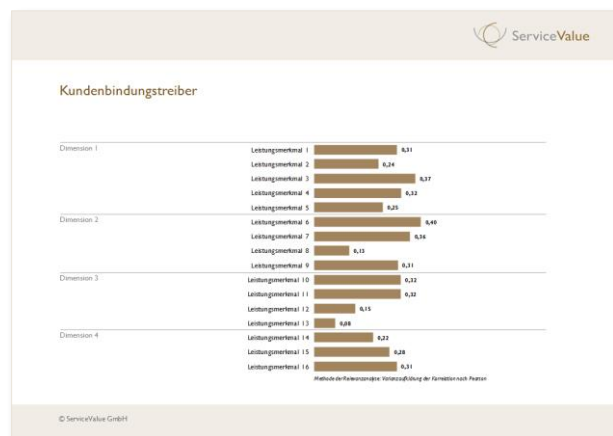 ServiceValue
Kundenbindungstreiber
Dimension 1
Leistungsmerkmal 1 0,31
Leistungsmerkmal 2 0,24
Leistungsmerkmal 3 0,37
Leistungsmerkmal 4 0,32
Leistungsmerkmal 5 0,25
Dimension 2
Leistungsmerkmal 6 0,40
Leistungsmerkmal 7 0,36
Leistungsmerkmal 8 0,13
Leistungsmerkmal 9 0,31
Dimension 3
Leistungsmerkmal 10 0,32
Leistungsmerkmal 11 0,32
Leistungsmerkmal 12 0,15
Leistungsmerkmal 13 0,08
Dimension 4
Leistungsmerkmal 14 0,22
Leistungsmerkmal 15 0,28
Leistungsmerkmal 16 0,31
Methode der Relevanzanalyse: Varianzaufklärung der Korrelation nach Pearson
© ServiceValue GmbH